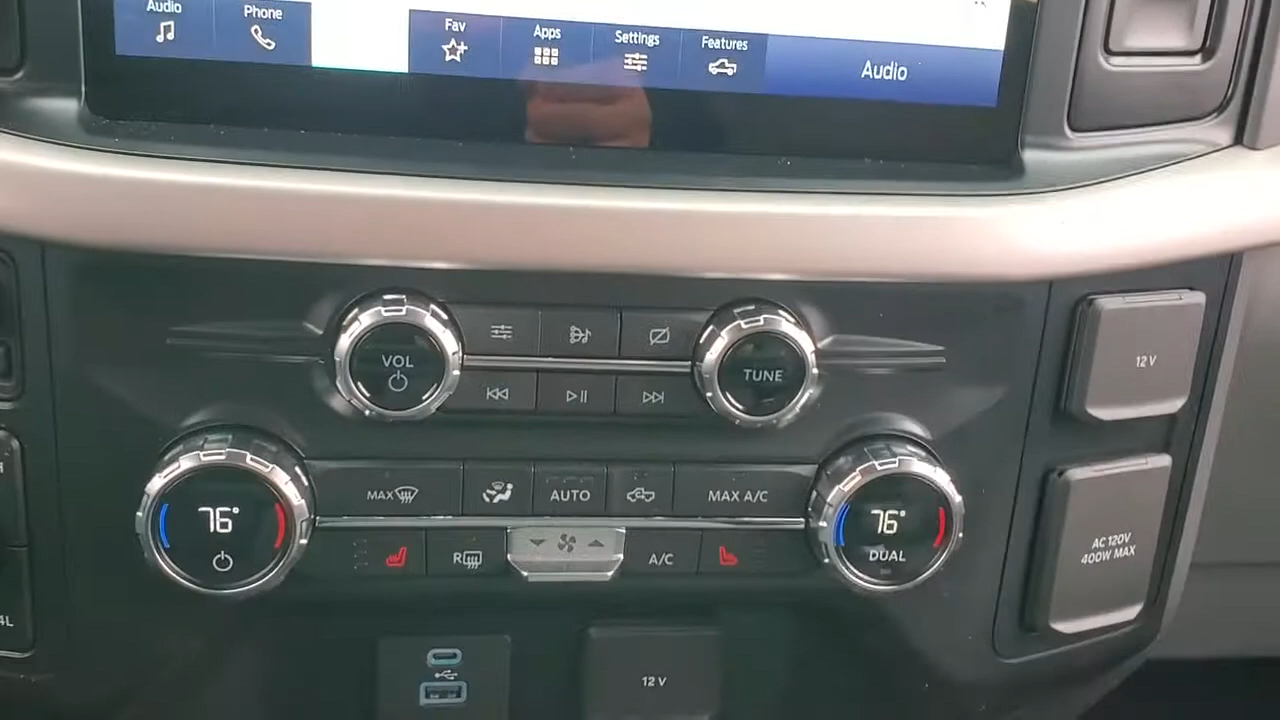 Audio
Phone
Fav
Apps
Settings
Features
Audio
VOL
TUNE
12 V
MAX
AUTO
MAX A/C
76°
76°
DUAL
R
A/C
AC 120V
400W MAX
4L
12 V